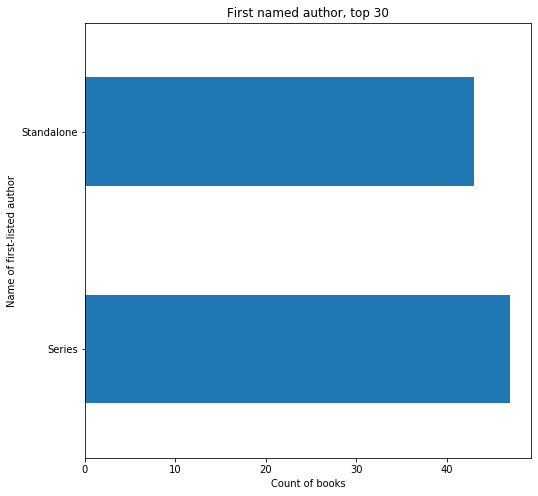 First named author, top 30
Name of first-listed author
Standalone
Series
0 10 20 30 40
Count of books